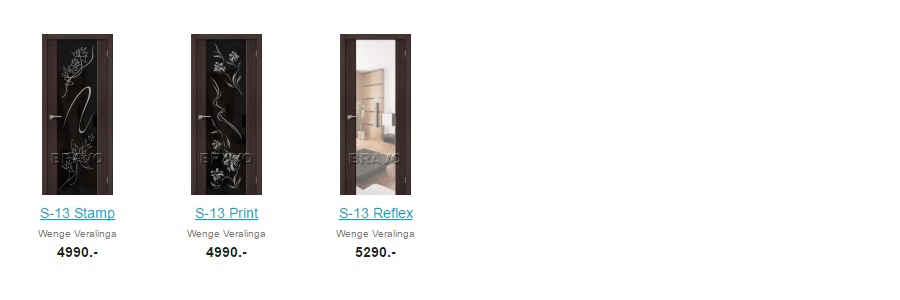 BRAVO BRAVO BRAVO
S-13 Stamp S-13 Print S-13 Reflex
Wenge Veralinga Wenge Veralinga Wenge Veralinga
4990.- 4990.- 5290.-